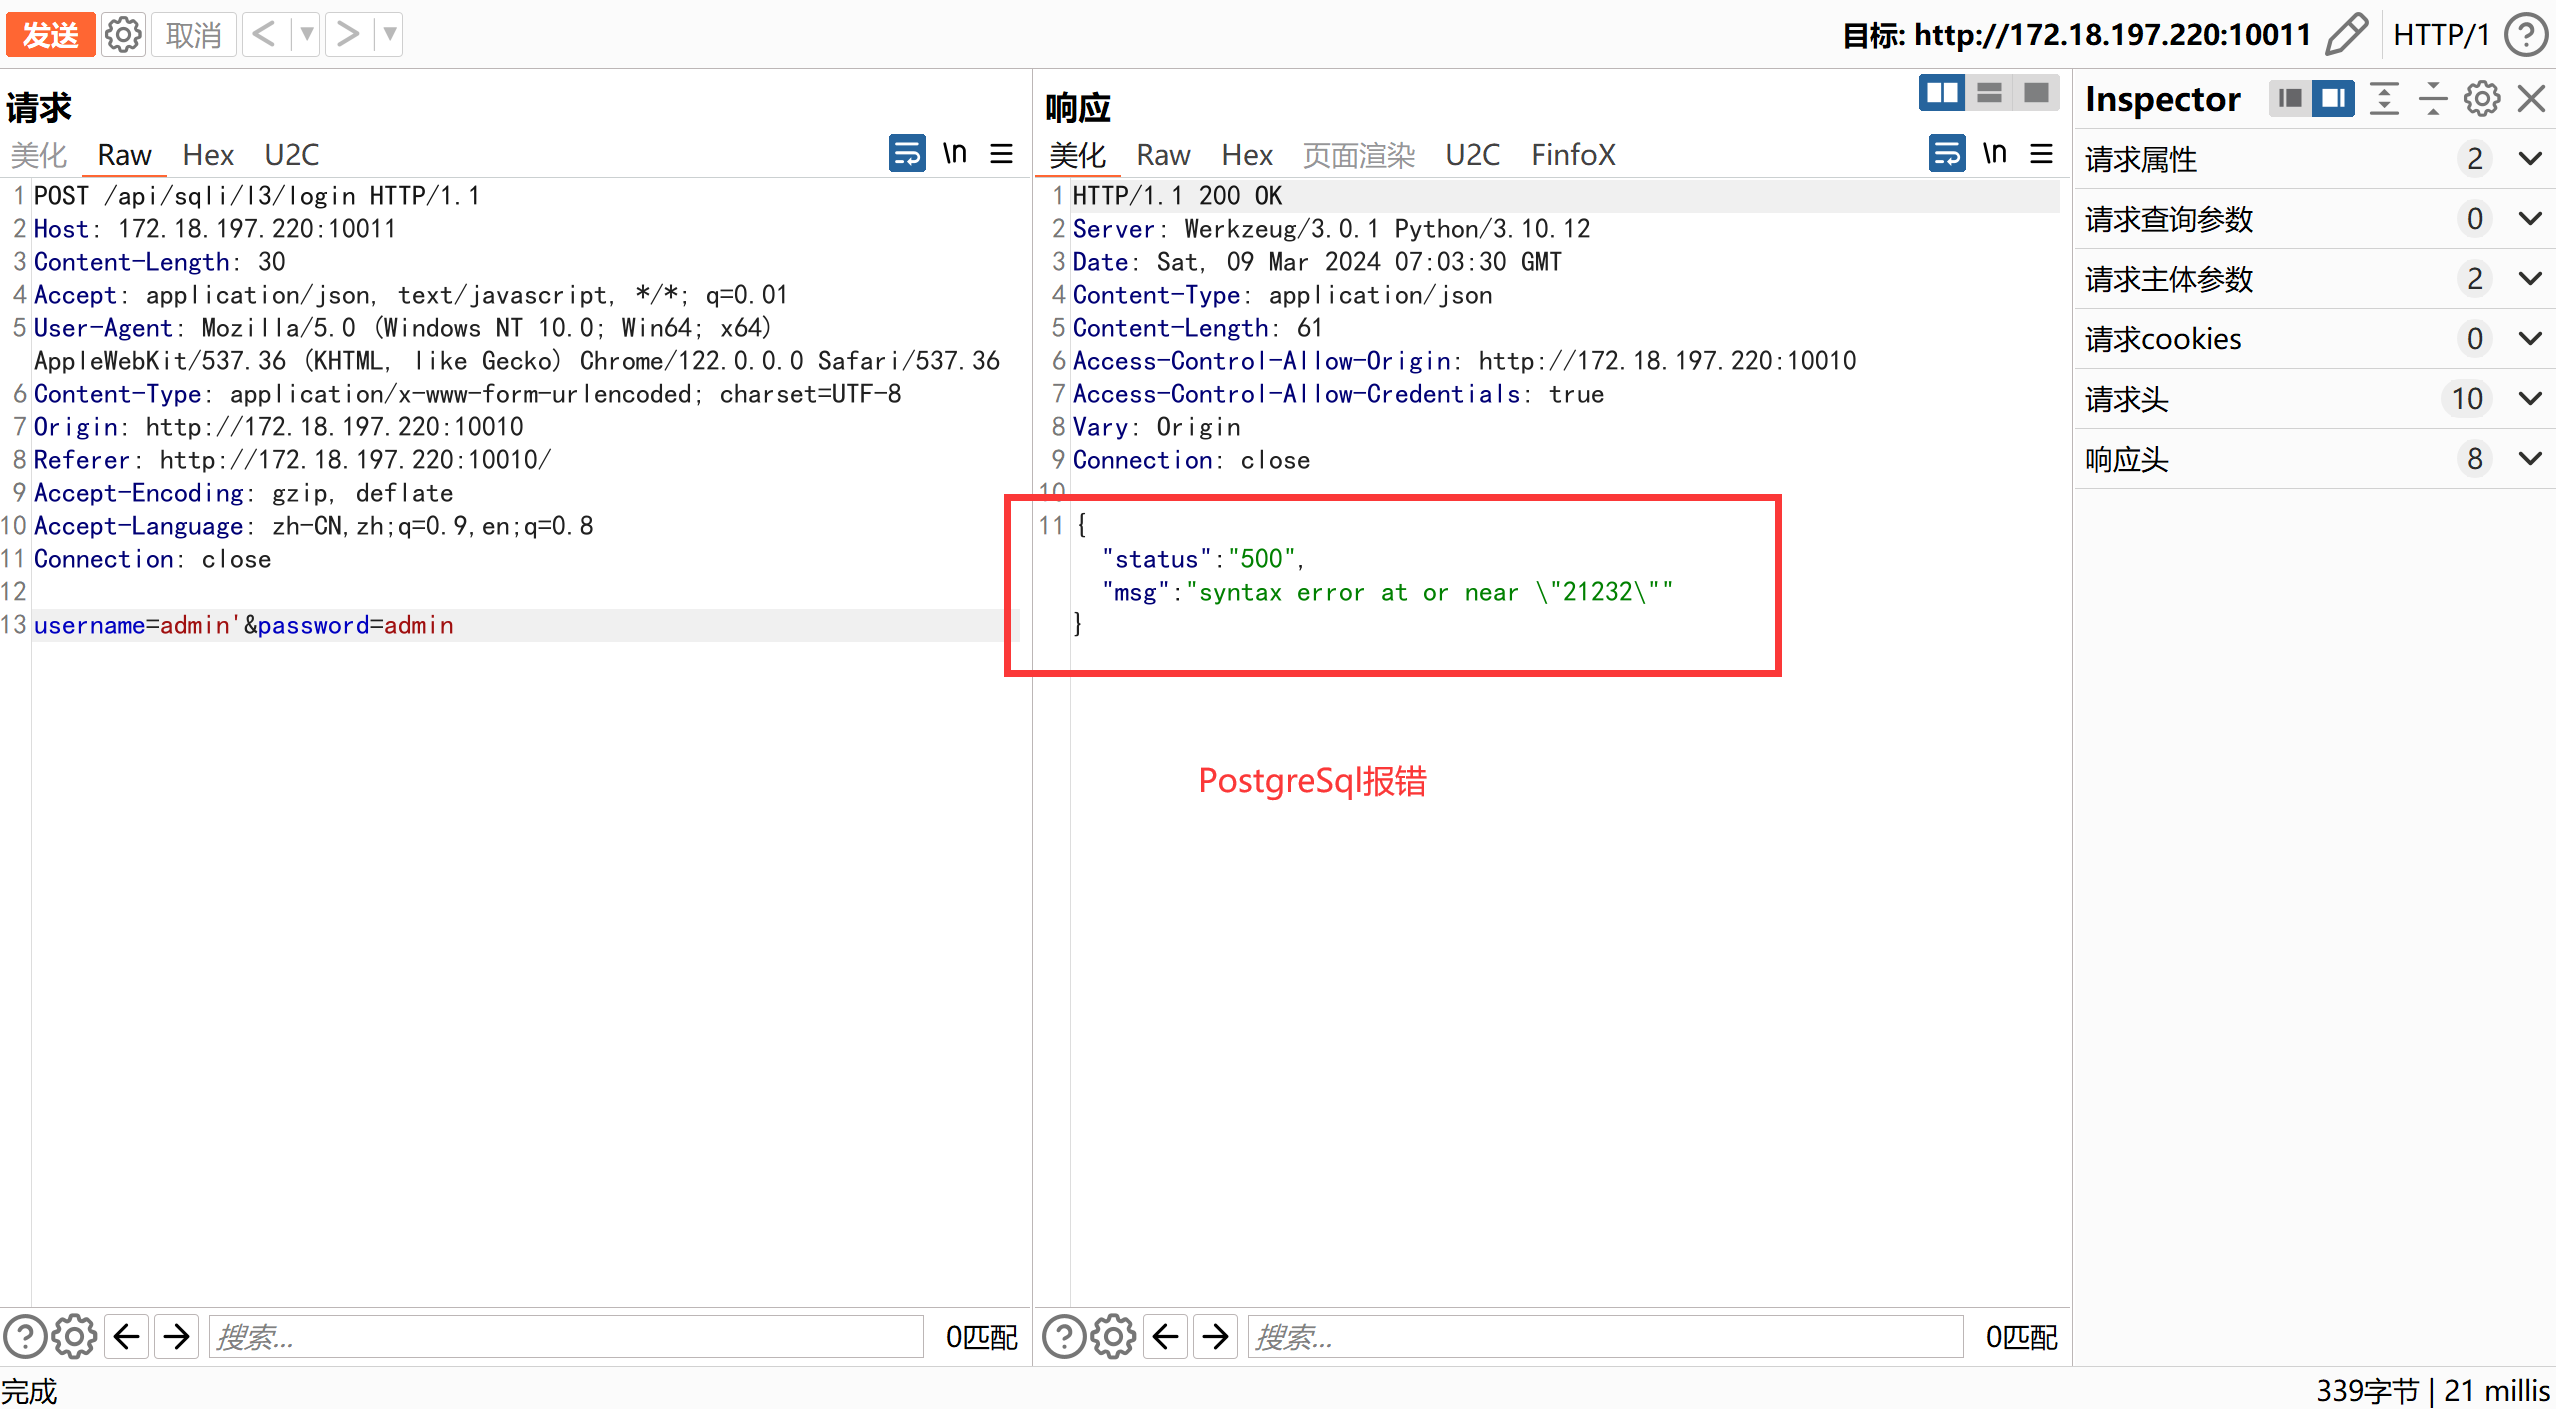 发送
取消
目标: http://172.18.197.220:10011
HTTP/1
请求
美化 Raw Hex U2C
\n
1 POST /api/sqli/l3/login HTTP/1.1
2 Host: 172.18.197.220:10011
3 Content-Length: 30
4 Accept: application/json, text/javascript, */*; q=0.01
5 User-Agent: Mozilla/5.0 (Windows NT 10.0; Win64; x64)
AppleWebKit/537.36 (KHTML, like Gecko) Chrome/122.0.0.0 Safari/537.36
6 Content-Type: application/x-www-form-urlencoded; charset=UTF-8
7 Origin: http://172.18.197.220:10010
8 Referer: http://172.18.197.220:10010/
9 Accept-Encoding: gzip, deflate
10 Accept-Language: zh-CN,zh;q=0.9,en;q=0.8
11 Connection: close
12
13 username=admin'&password=admin
搜索...
0匹配
响应
美化 Raw Hex 页面渲染 U2C FinfoX
\n
1 HTTP/1.1 200 OK
2 Server: Werkzeug/3.0.1 Python/3.10.12
3 Date: Sat, 09 Mar 2024 07:03:30 GMT
4 Content-Type: application/json
5 Content-Length: 61
6 Access-Control-Allow-Origin: http://172.18.197.220:10010
7 Access-Control-Allow-Credentials: true
8 Vary: Origin
9 Connection: close
10
11 {
"status":"500",
"msg":"syntax error at or near \"21232\""
}
PostgreSql报错
搜索...
0匹配
Inspector
请求属性 2
请求查询参数 0
请求主体参数 2
请求cookies 0
请求头 10
响应头 8
完成
339字节 | 21 millis